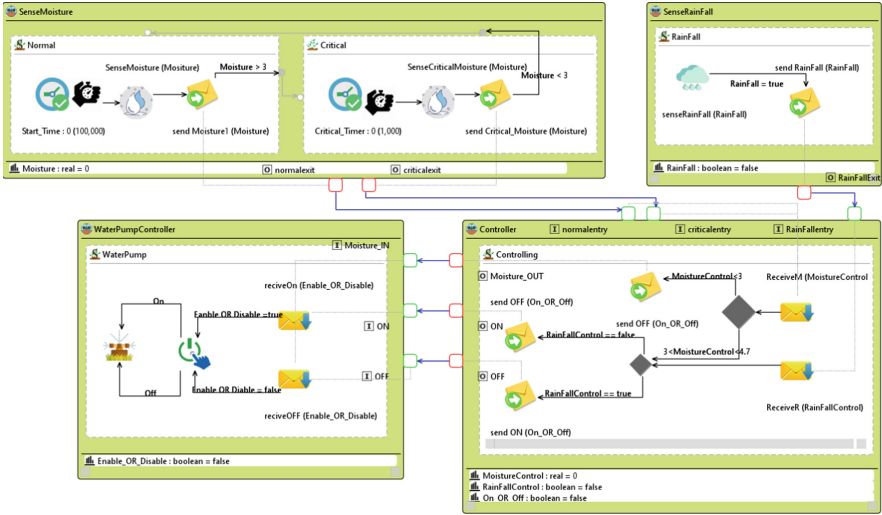 SenseMoisture
Normal
SenseMoisture (Mositure)
Moisture > 3
Start_Time : 0 (100,000)
send Moisture1 (Moisture)
Critical
SenseCriticalMoisture (Moisture)
Moisture < 3
Critical_Timer : 0 (1,000)
send Critical_Moisture (Moisture)
Moisture : real = 0
O normalexit
O criticalexit
SenseRainFall
RainFall
send RainFall (RainFall)
RainFall = true
senseRainFall (RainFall)
RainFall : boolean = false
O RainFallExit
WaterPumpController
I Moisture_IN
WaterPump
reciveOn (Enable_OR_Disable)
On
Enable OR Disable =true
I ON
Off
Enable OR Diable = false
I OFF
reciveOFF (Enable_OR_Disable)
Enable_OR_Disable : boolean = false
Controller
I normalentry
I criticalentry
I RainFallentry
Controlling
O Moisture_OUT
MoistureControl<3
ReceiveM (MoistureControl
send OFF (On_OR_Off)
send OFF (On_OR_Off)
O ON
RainFallControl == false
3<MoistureControl<4.7
O OFF
RainFallControl == true
ReceiveR (RainFallControl)
send ON (On_OR_Off)
MoistureControl : real = 0
RainFallControl : boolean = false
On_OR_Off : boolean = false